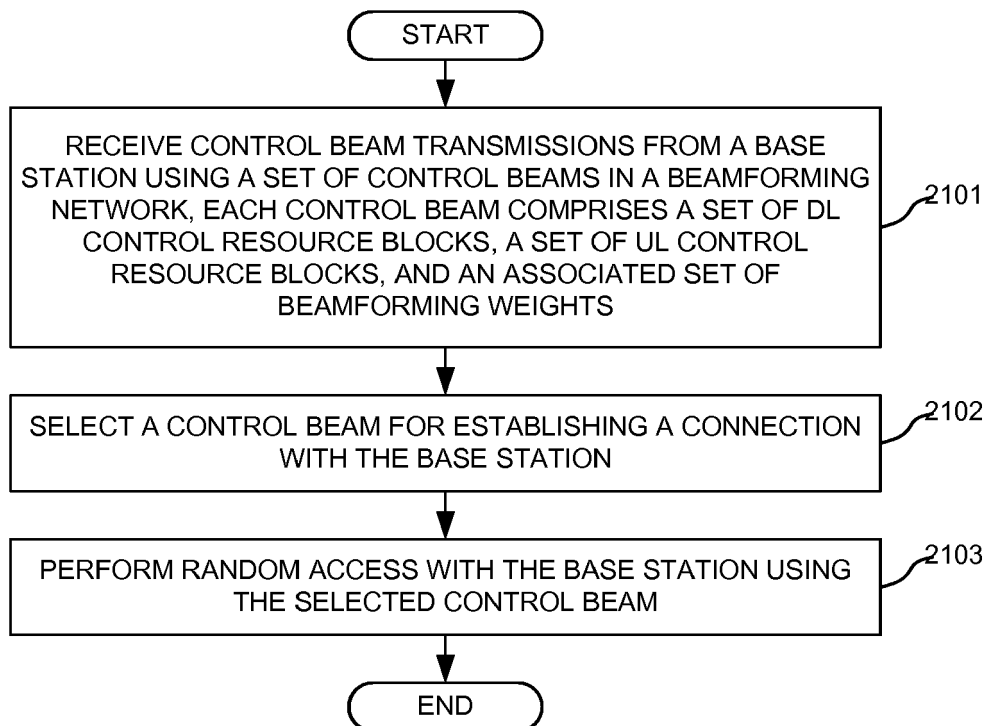 START
RECEIVE CONTROL BEAM TRANSMISSIONS FROM A BASE
STATION USING A SET OF CONTROL BEAMS IN A BEAMFORMING
NETWORK, EACH CONTROL BEAM COMPRISES A SET OF DL
CONTROL RESOURCE BLOCKS, A SET OF UL CONTROL
RESOURCE BLOCKS, AND AN ASSOCIATED SET OF
BEAMFORMING WEIGHTS
2101
SELECT A CONTROL BEAM FOR ESTABLISHING A CONNECTION
WITH THE BASE STATION
2102
PERFORM RANDOM ACCESS WITH THE BASE STATION USING
THE SELECTED CONTROL BEAM
2103
END